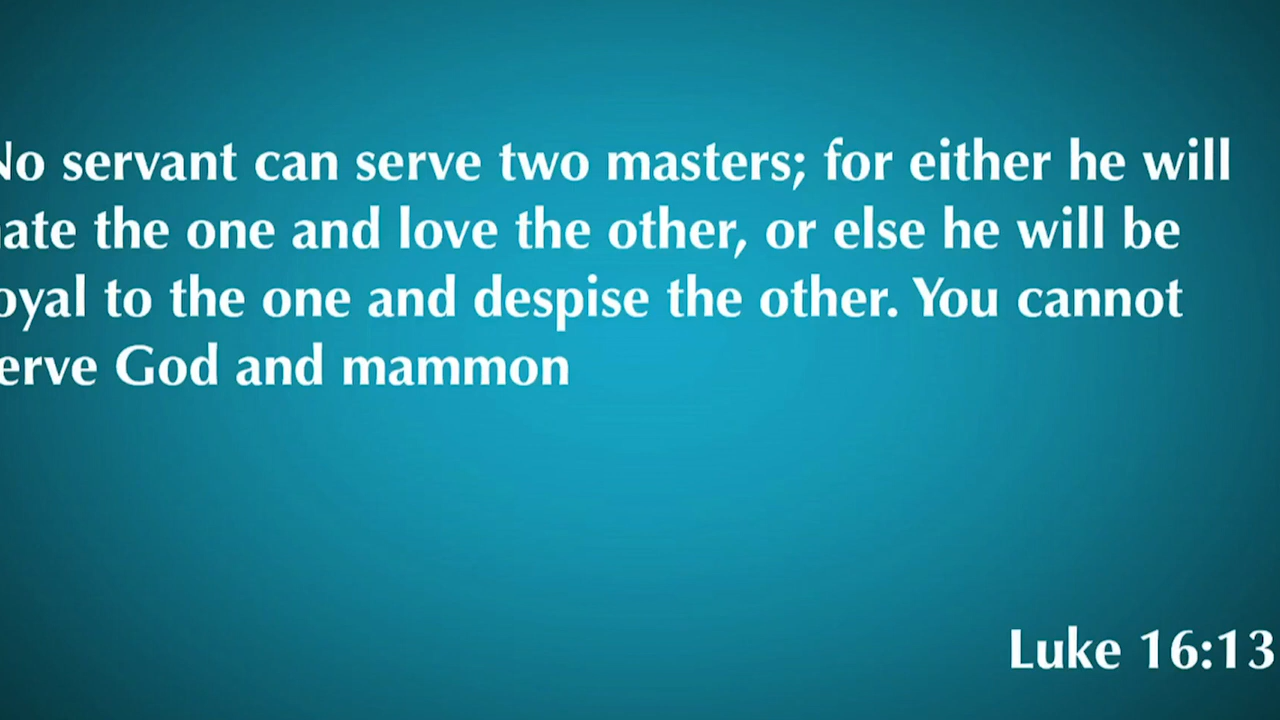 No servant can serve two masters; for either he will
hate the one and love the other, or else he will be
loyal to the one and despise the other. You cannot
serve God and mammon
Luke 16:13